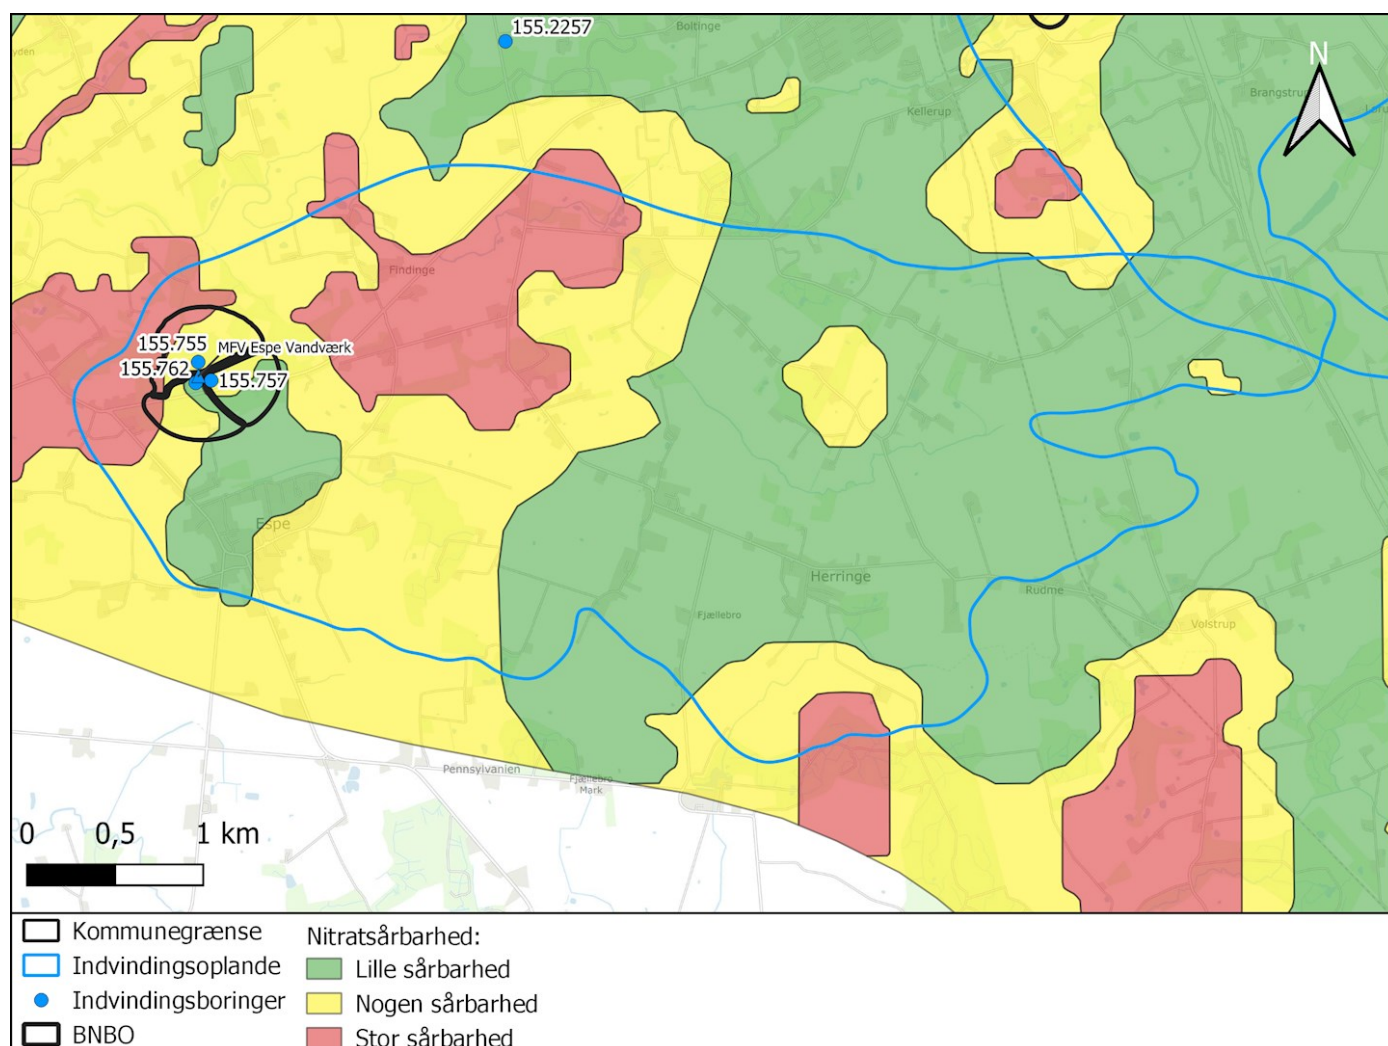 155.2257
Boltinge
yden
N
Kellerup
Brangstrup
Findinge
155.755
MFV Espe Vandværk
155.762
155.757
Espe
Herringe
Rudme
Fjællebro
Volstrup
Pennsylvanien
Fjællebro
Mark
0 0,5 1 km
Kommunegrænse
Indvindingsoplande
Indvindingsboringer
BNBO
Nitratsårbarhed:
Lille sårbarhed
Nogen sårbarhed
Stor sårbarhed